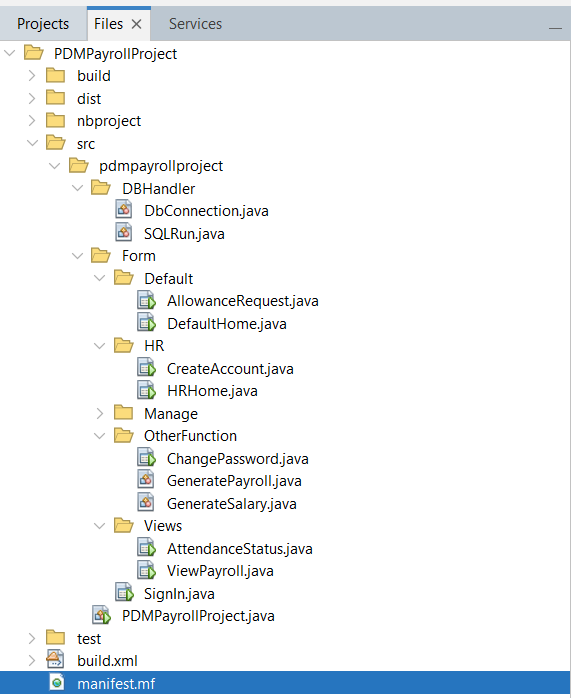 Projects Files Services
PDMPayrollProject
build
dist
nbproject
src
pdmpayrollproject
DBHandler
DbConnection.java
SQLRun.java
Form
Default
AllowanceRequest.java
DefaultHome.java
HR
CreateAccount.java
HRHome.java
Manage
OtherFunction
ChangePassword.java
GeneratePayroll.java
GenerateSalary.java
Views
AttendanceStatus.java
ViewPayroll.java
SignIn.java
PDMPayrollProject.java
test
build.xml
manifest.mf